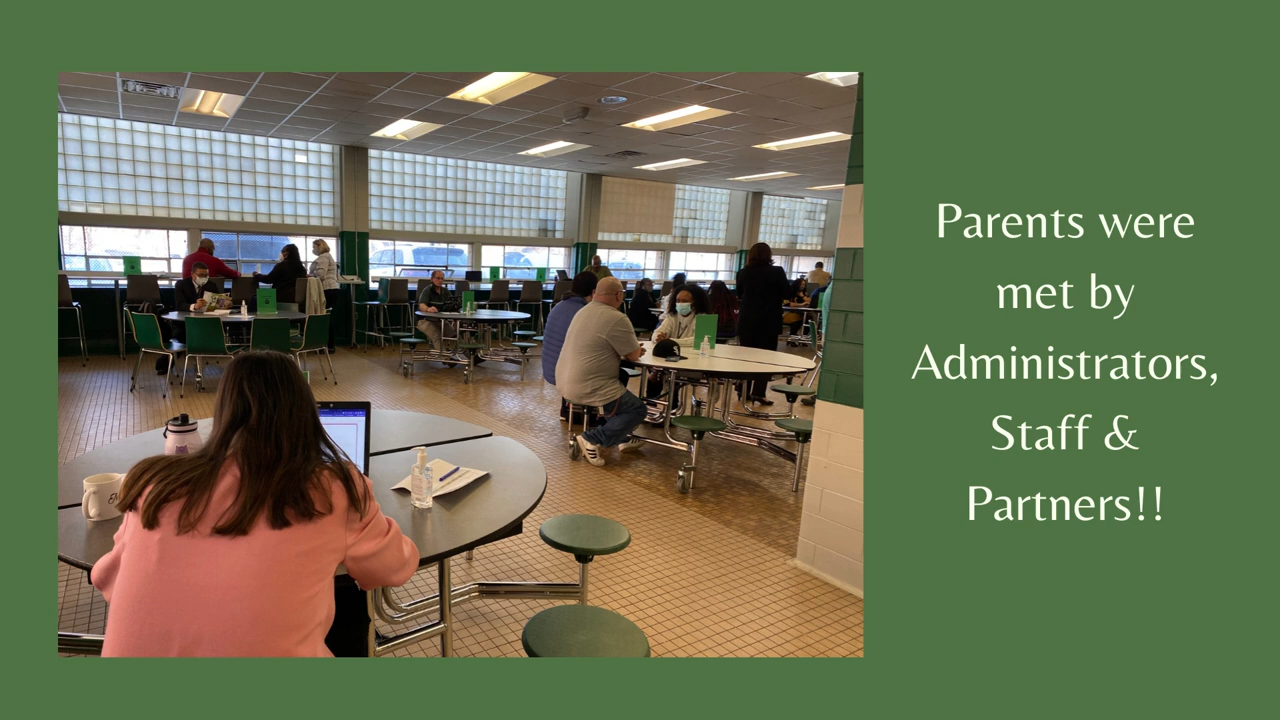 Parents were
met by
Administrators,
Staff &
Partners!!